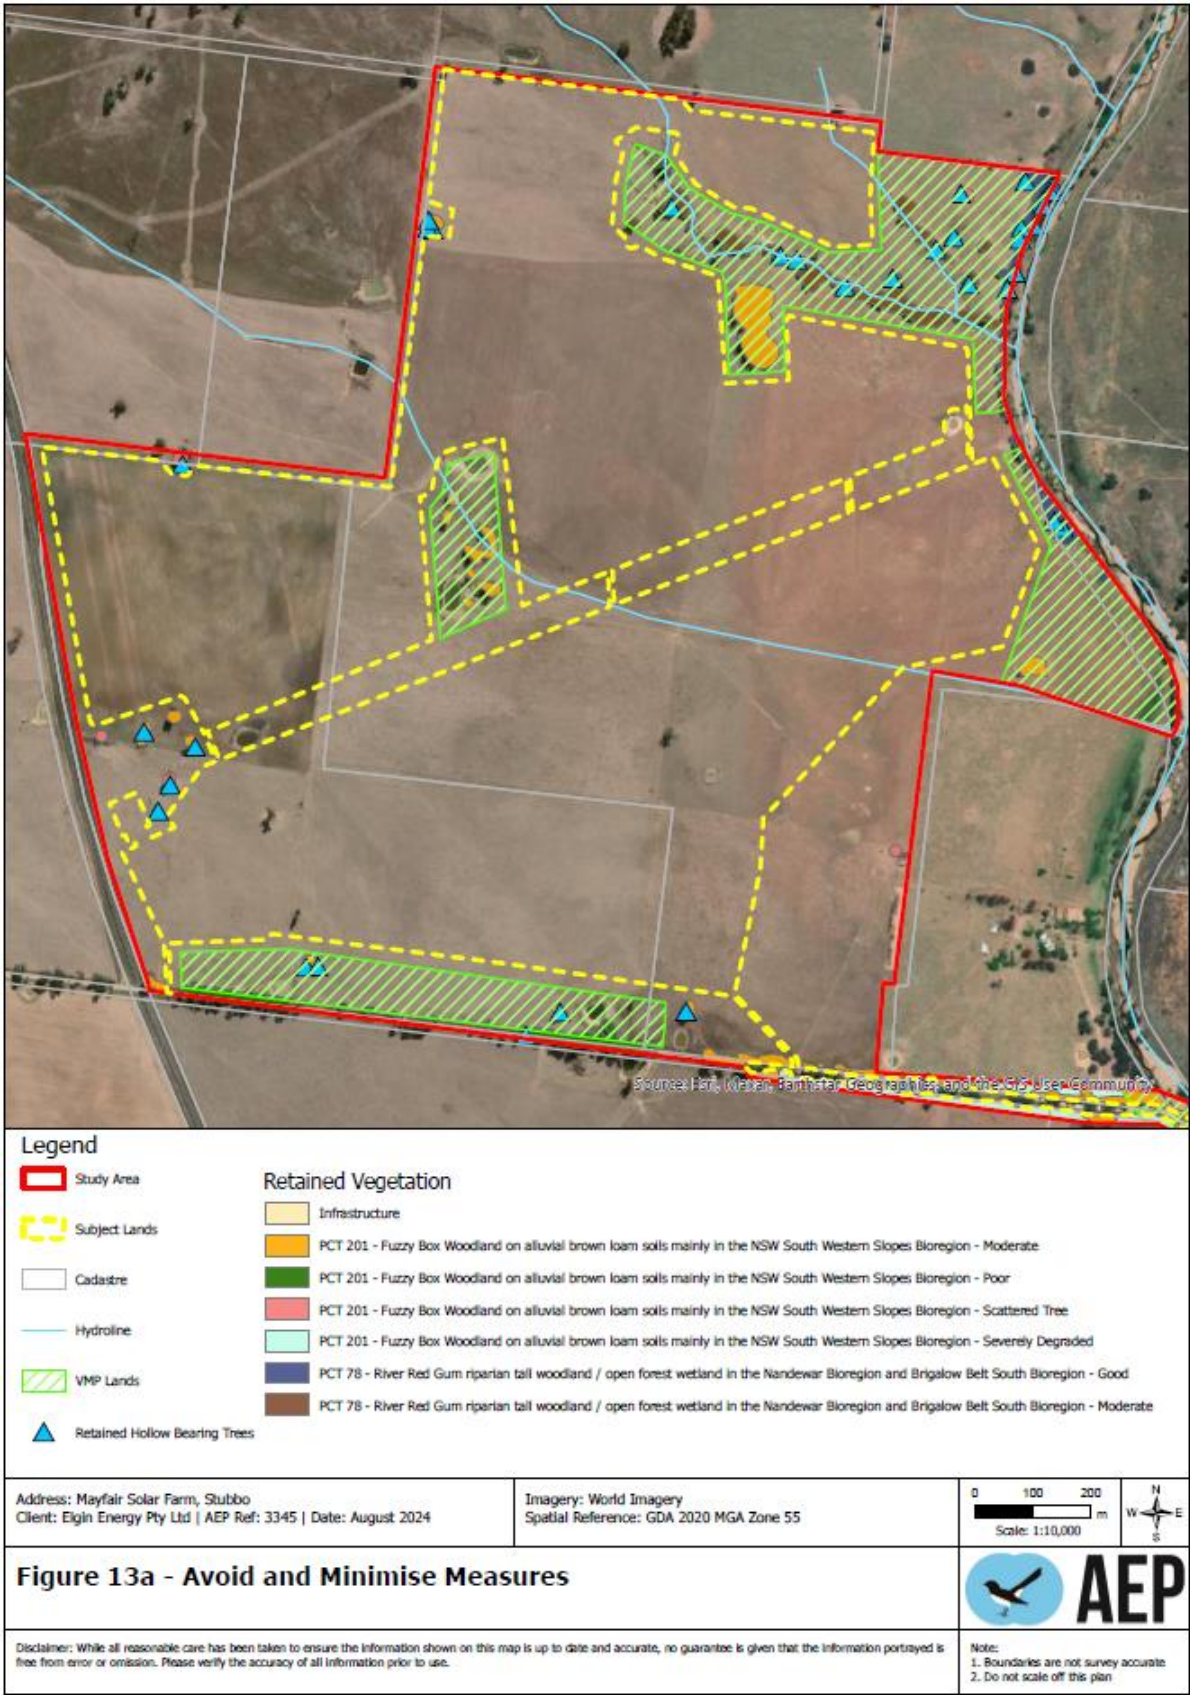 Source: Esri, Maxar, Earthstar Geographics, and the GIS User Community
Legend
Study Area
Subject Lands
Cadastre
Hydroline
VMP Lands
Retained Hollow Bearing Trees
Retained Vegetation
Infrastructure
PCT 201 - Fuzzy Box Woodland on alluvial brown loam soils mainly in the NSW South Western Slopes Bioregion - Moderate
PCT 201 - Fuzzy Box Woodland on alluvial brown loam soils mainly in the NSW South Western Slopes Bioregion - Poor
PCT 201 - Fuzzy Box Woodland on alluvial brown loam soils mainly in the NSW South Western Slopes Bioregion - Scattered Tree
PCT 201 - Fuzzy Box Woodland on alluvial brown loam soils mainly in the NSW South Western Slopes Bioregion - Severely Degraded
PCT 78 - River Red Gum riparian tall woodland / open forest wetland in the Nandewar Bioregion and Brigalow Belt South Bioregion - Good
PCT 78 - River Red Gum riparian tall woodland / open forest wetland in the Nandewar Bioregion and Brigalow Belt South Bioregion - Moderate
Address: Mayfair Solar Farm, Stubbo
Client: Elgin Energy Pty Ltd | AEP Ref: 3345 | Date: August 2024
Imagery: World Imagery
Spatial Reference: GDA 2020 MGA Zone 55
0 100 200
m
Scale: 1:10,000
N
W E
S
Figure 13a - Avoid and Minimise Measures
AEP
Disclaimer: While all reasonable care has been taken to ensure the information shown on this map is up to date and accurate, no guarantee is given that the information portrayed is
free from error or omission. Please verify the accuracy of all information prior to use.
Note:
1. Boundaries are not survey accurate
2. Do not scale off this plan